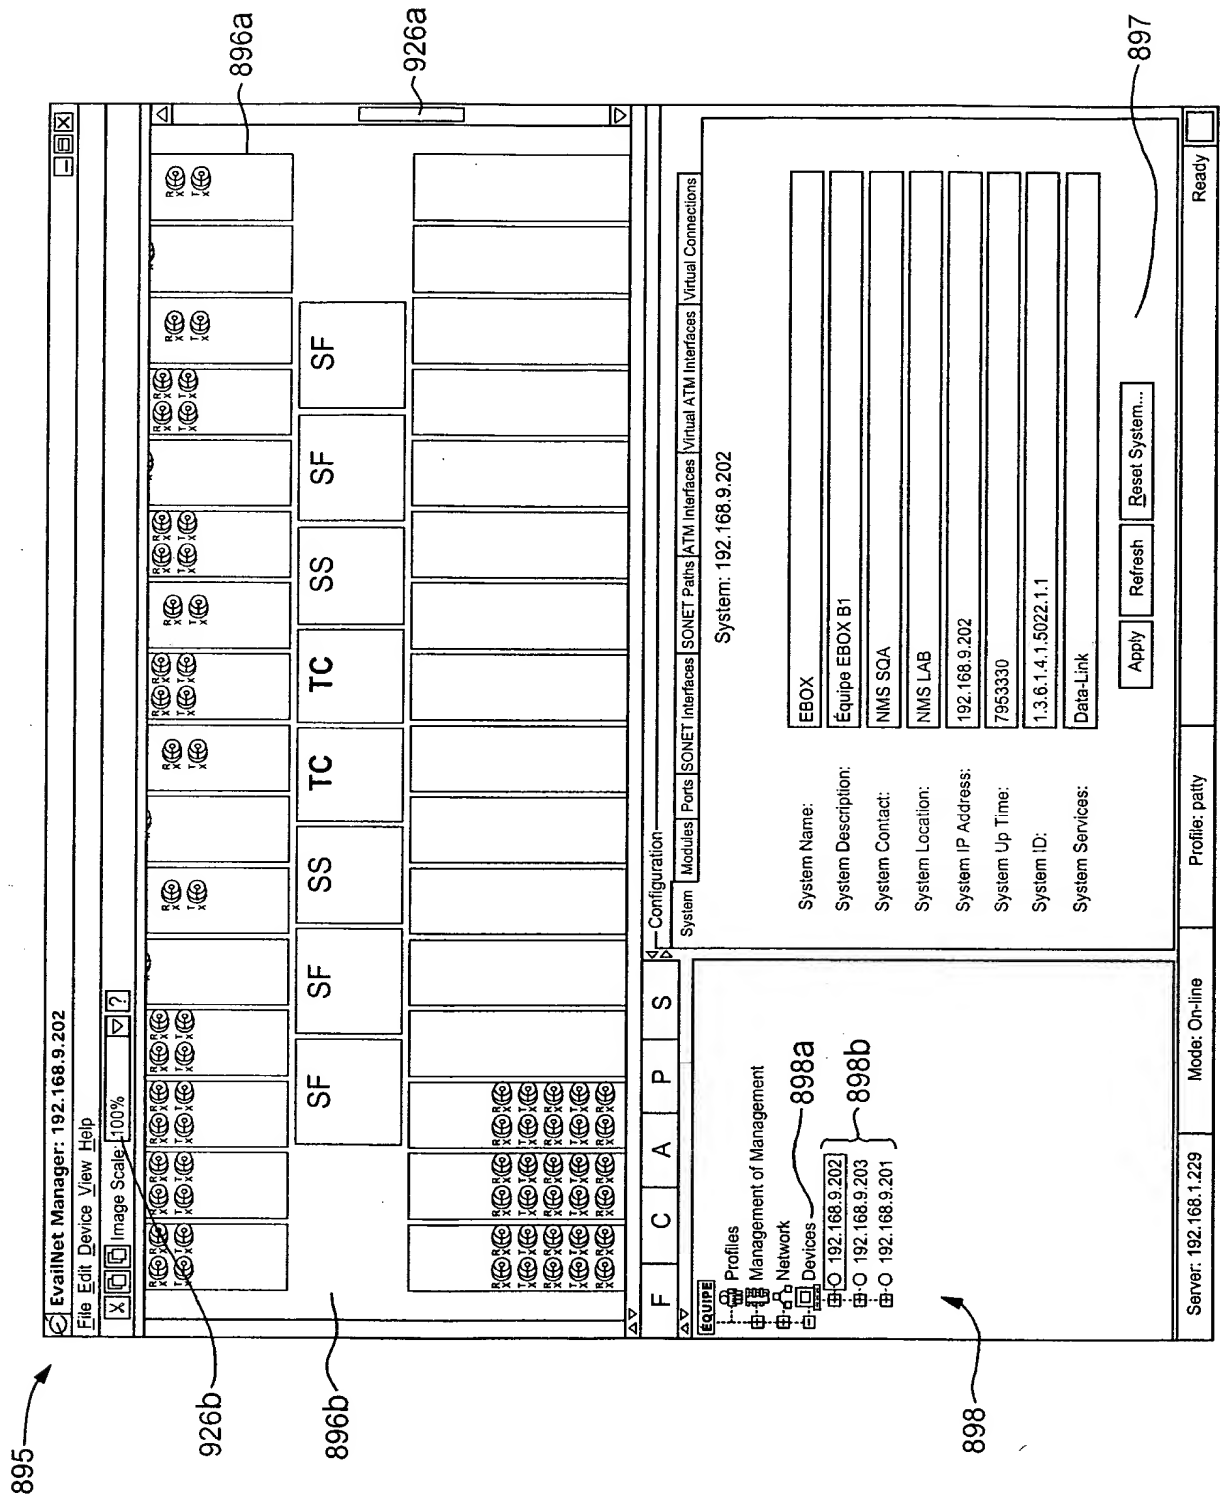 895
EvailNet Manager: 192.168.9.202
File Edit Device View Help
X Image Scale: 100% ?
926b
896b
896a
926a
SF SF SS TC TC SS SF SF
F C A P S
ÉQUIPE
Profiles
Management of Management
Network
Devices
898a
192.168.9.202
192.168.9.203
192.168.9.201
898b
898
Configuration
System Modules Ports SONET Interfaces SONET Paths ATM Interfaces Virtual ATM Interfaces Virtual Connections
System: 192.168.9.202
System Name: EBOX
System Description: Équipe EBOX B1
System Contact: NMS SQA
System Location: NMS LAB
System IP Address: 192.168.9.202
System Up Time: 7953330
System ID: 1.3.6.1.4.1.5022.1.1
System Services: Data-Link
Apply Refresh Reset System...
897
Server: 192.168.1.229 Mode: On-line Profile: patty Ready